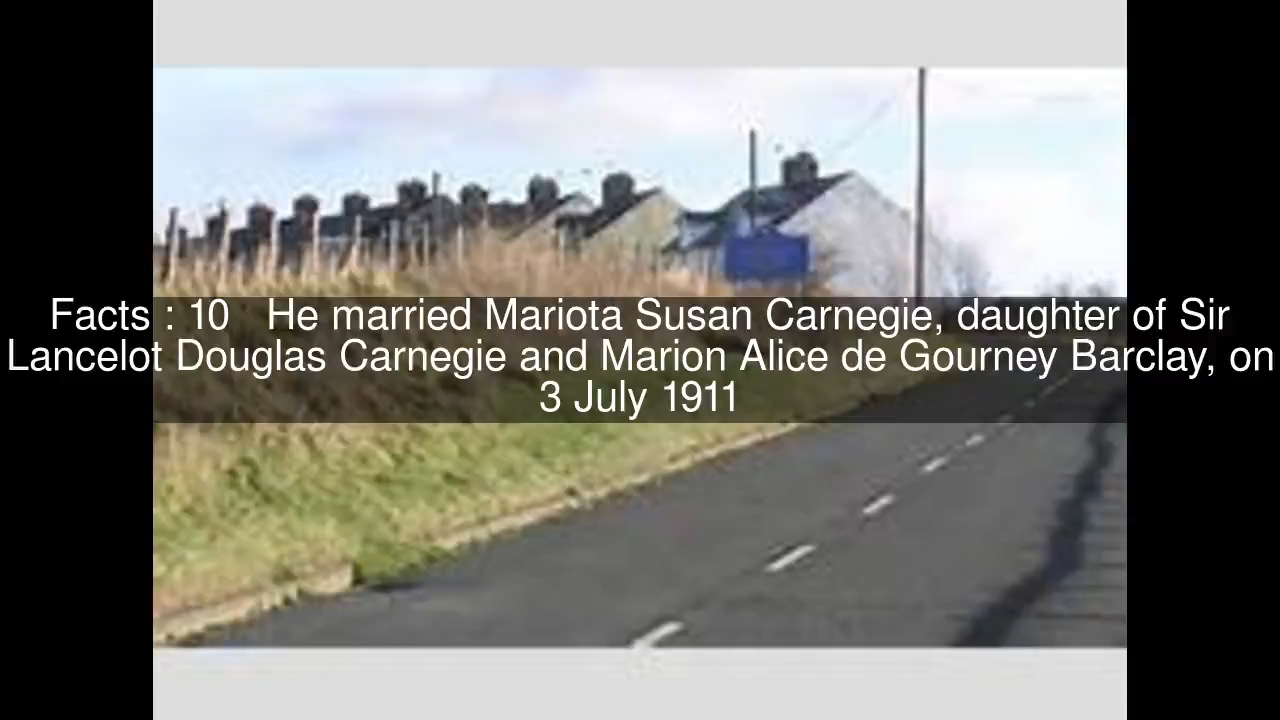 Facts : 10   He married Mariota Susan Carnegie, daughter of Sir
Lancelot Douglas Carnegie and Marion Alice de Gourney Barclay, on
3 July 1911